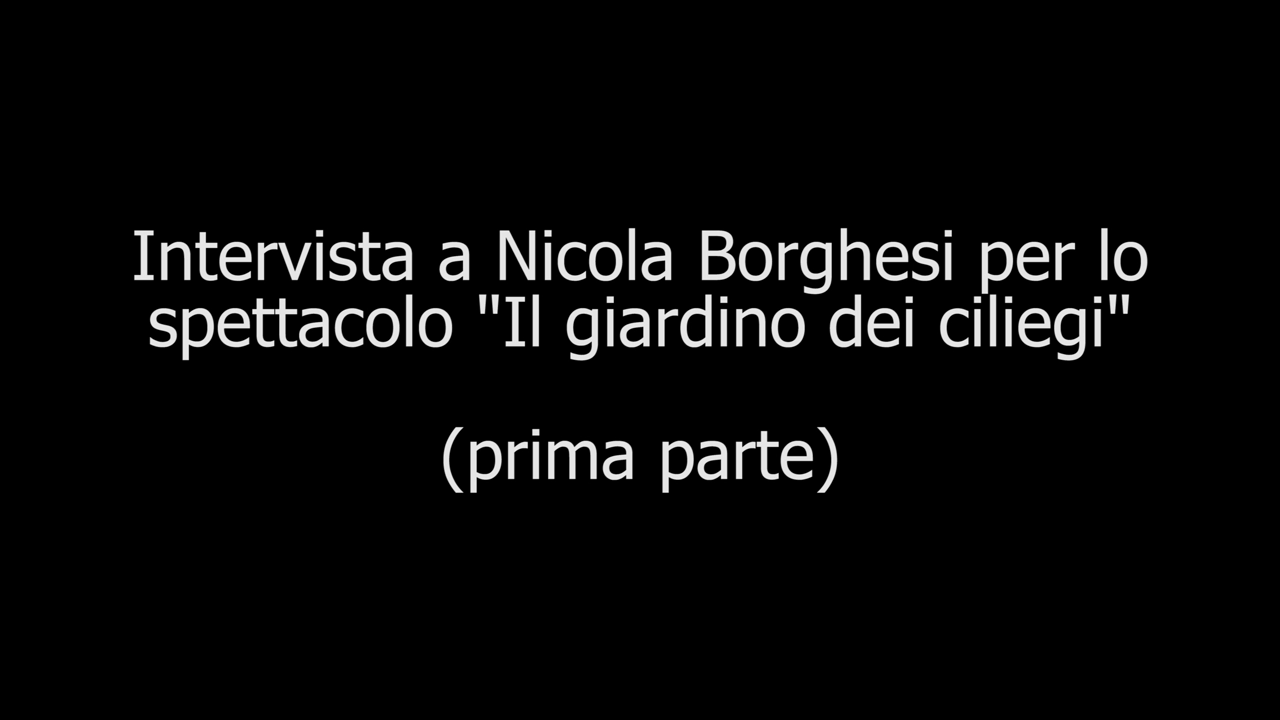 Intervista a Nicola Borghesi per lo
spettacolo "Il giardino dei ciliegi"
(prima parte)